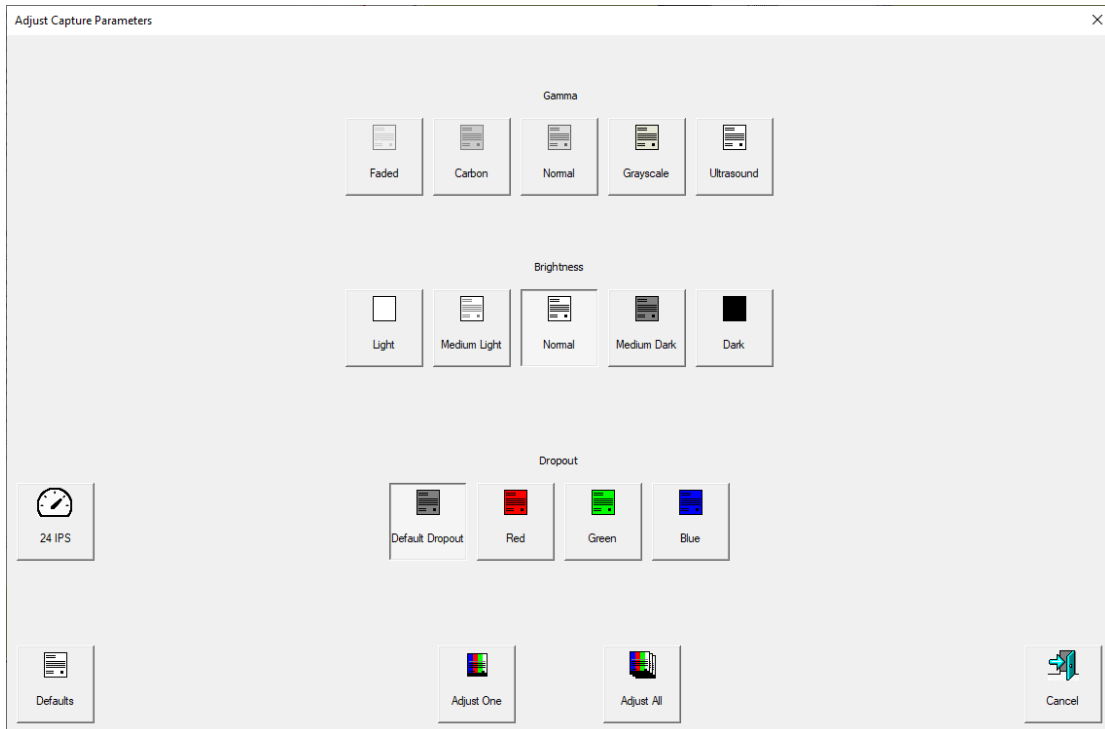 Adjust Capture Parameters
Gamma
Faded
Carbon
Normal
Grayscale
Ultrasound
Brightness
Light
Medium Light
Normal
Medium Dark
Dark
Dropout
24 IPS
Default Dropout
Red
Green
Blue
Defaults
Adjust One
Adjust All
Cancel